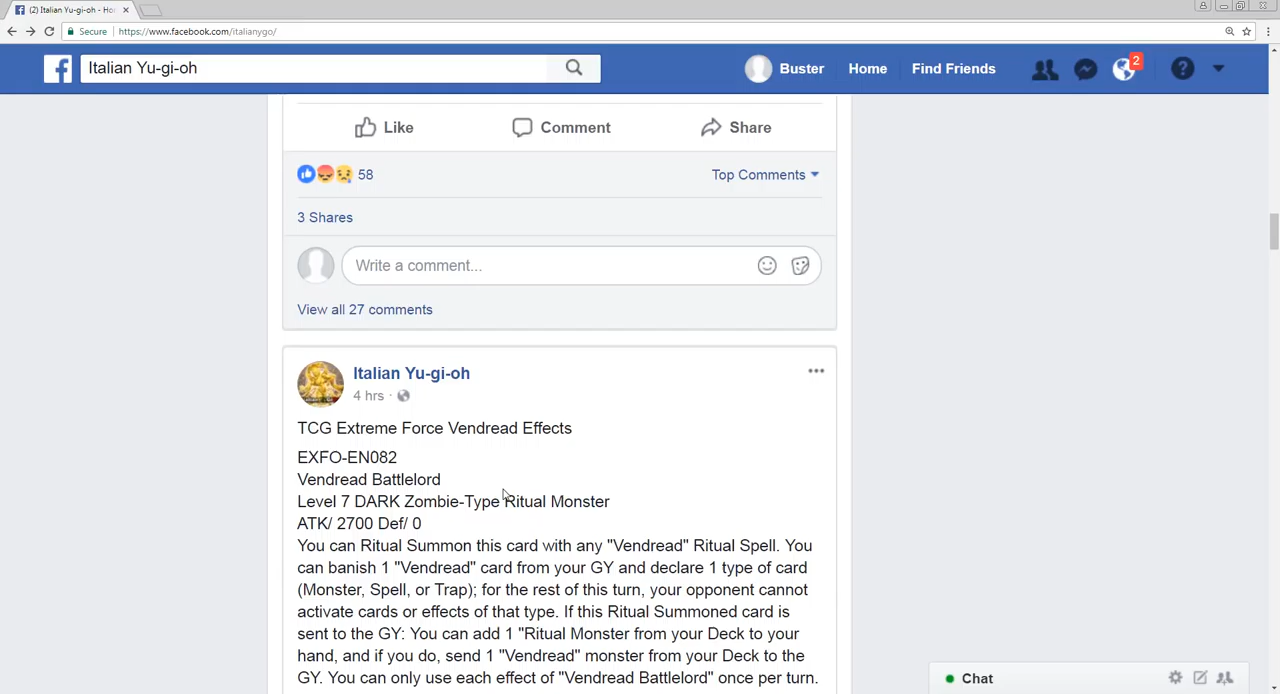 (2) Italian Yu-gi-oh - Ho
Secure https://www.facebook.com/italianygo/
Italian Yu-gi-oh
Buster Home Find Friends 2
Like Comment Share
58 Top Comments
3 Shares
Write a comment...
View all 27 comments
Italian Yu-gi-oh
4 hrs ·
TCG Extreme Force Vendread Effects
EXFO-EN082
Vendread Battlelord
Level 7 DARK Zombie-Type Ritual Monster
ATK/ 2700 Def/ 0
You can Ritual Summon this card with any "Vendread" Ritual Spell. You
can banish 1 "Vendread" card from your GY and declare 1 type of card
(Monster, Spell, or Trap); for the rest of this turn, your opponent cannot
activate cards or effects of that type. If this Ritual Summoned card is
sent to the GY: You can add 1 "Ritual Monster from your Deck to your
hand, and if you do, send 1 "Vendread" monster from your Deck to the
GY. You can only use each effect of "Vendread Battlelord" once per turn.
Chat